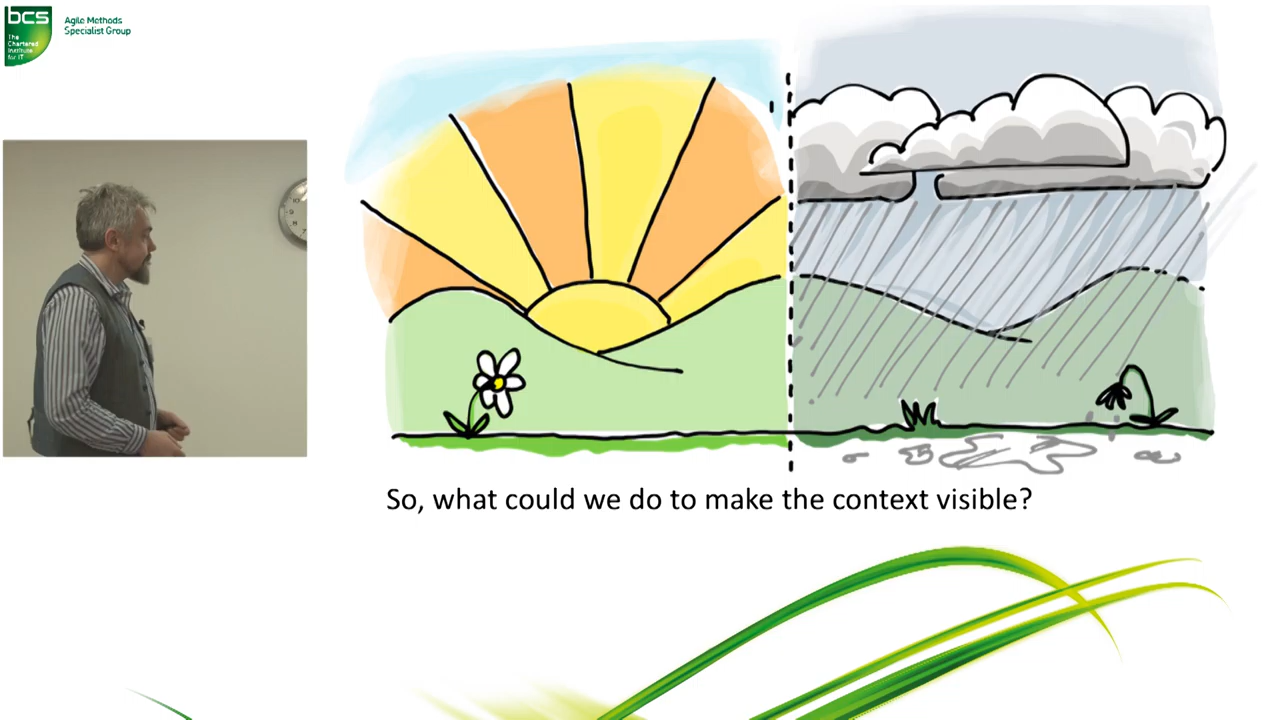 bcs
The
Chartered
Institute
for IT
Agile Methods
Specialist Group
So, what could we do to make the context visible?